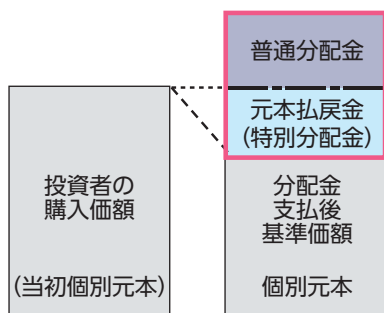 普通分配金
元本払戻金
(特別分配金)
投資者の
購入価額
(当初個別元本)
分配金
支払後
基準価額
個別元本